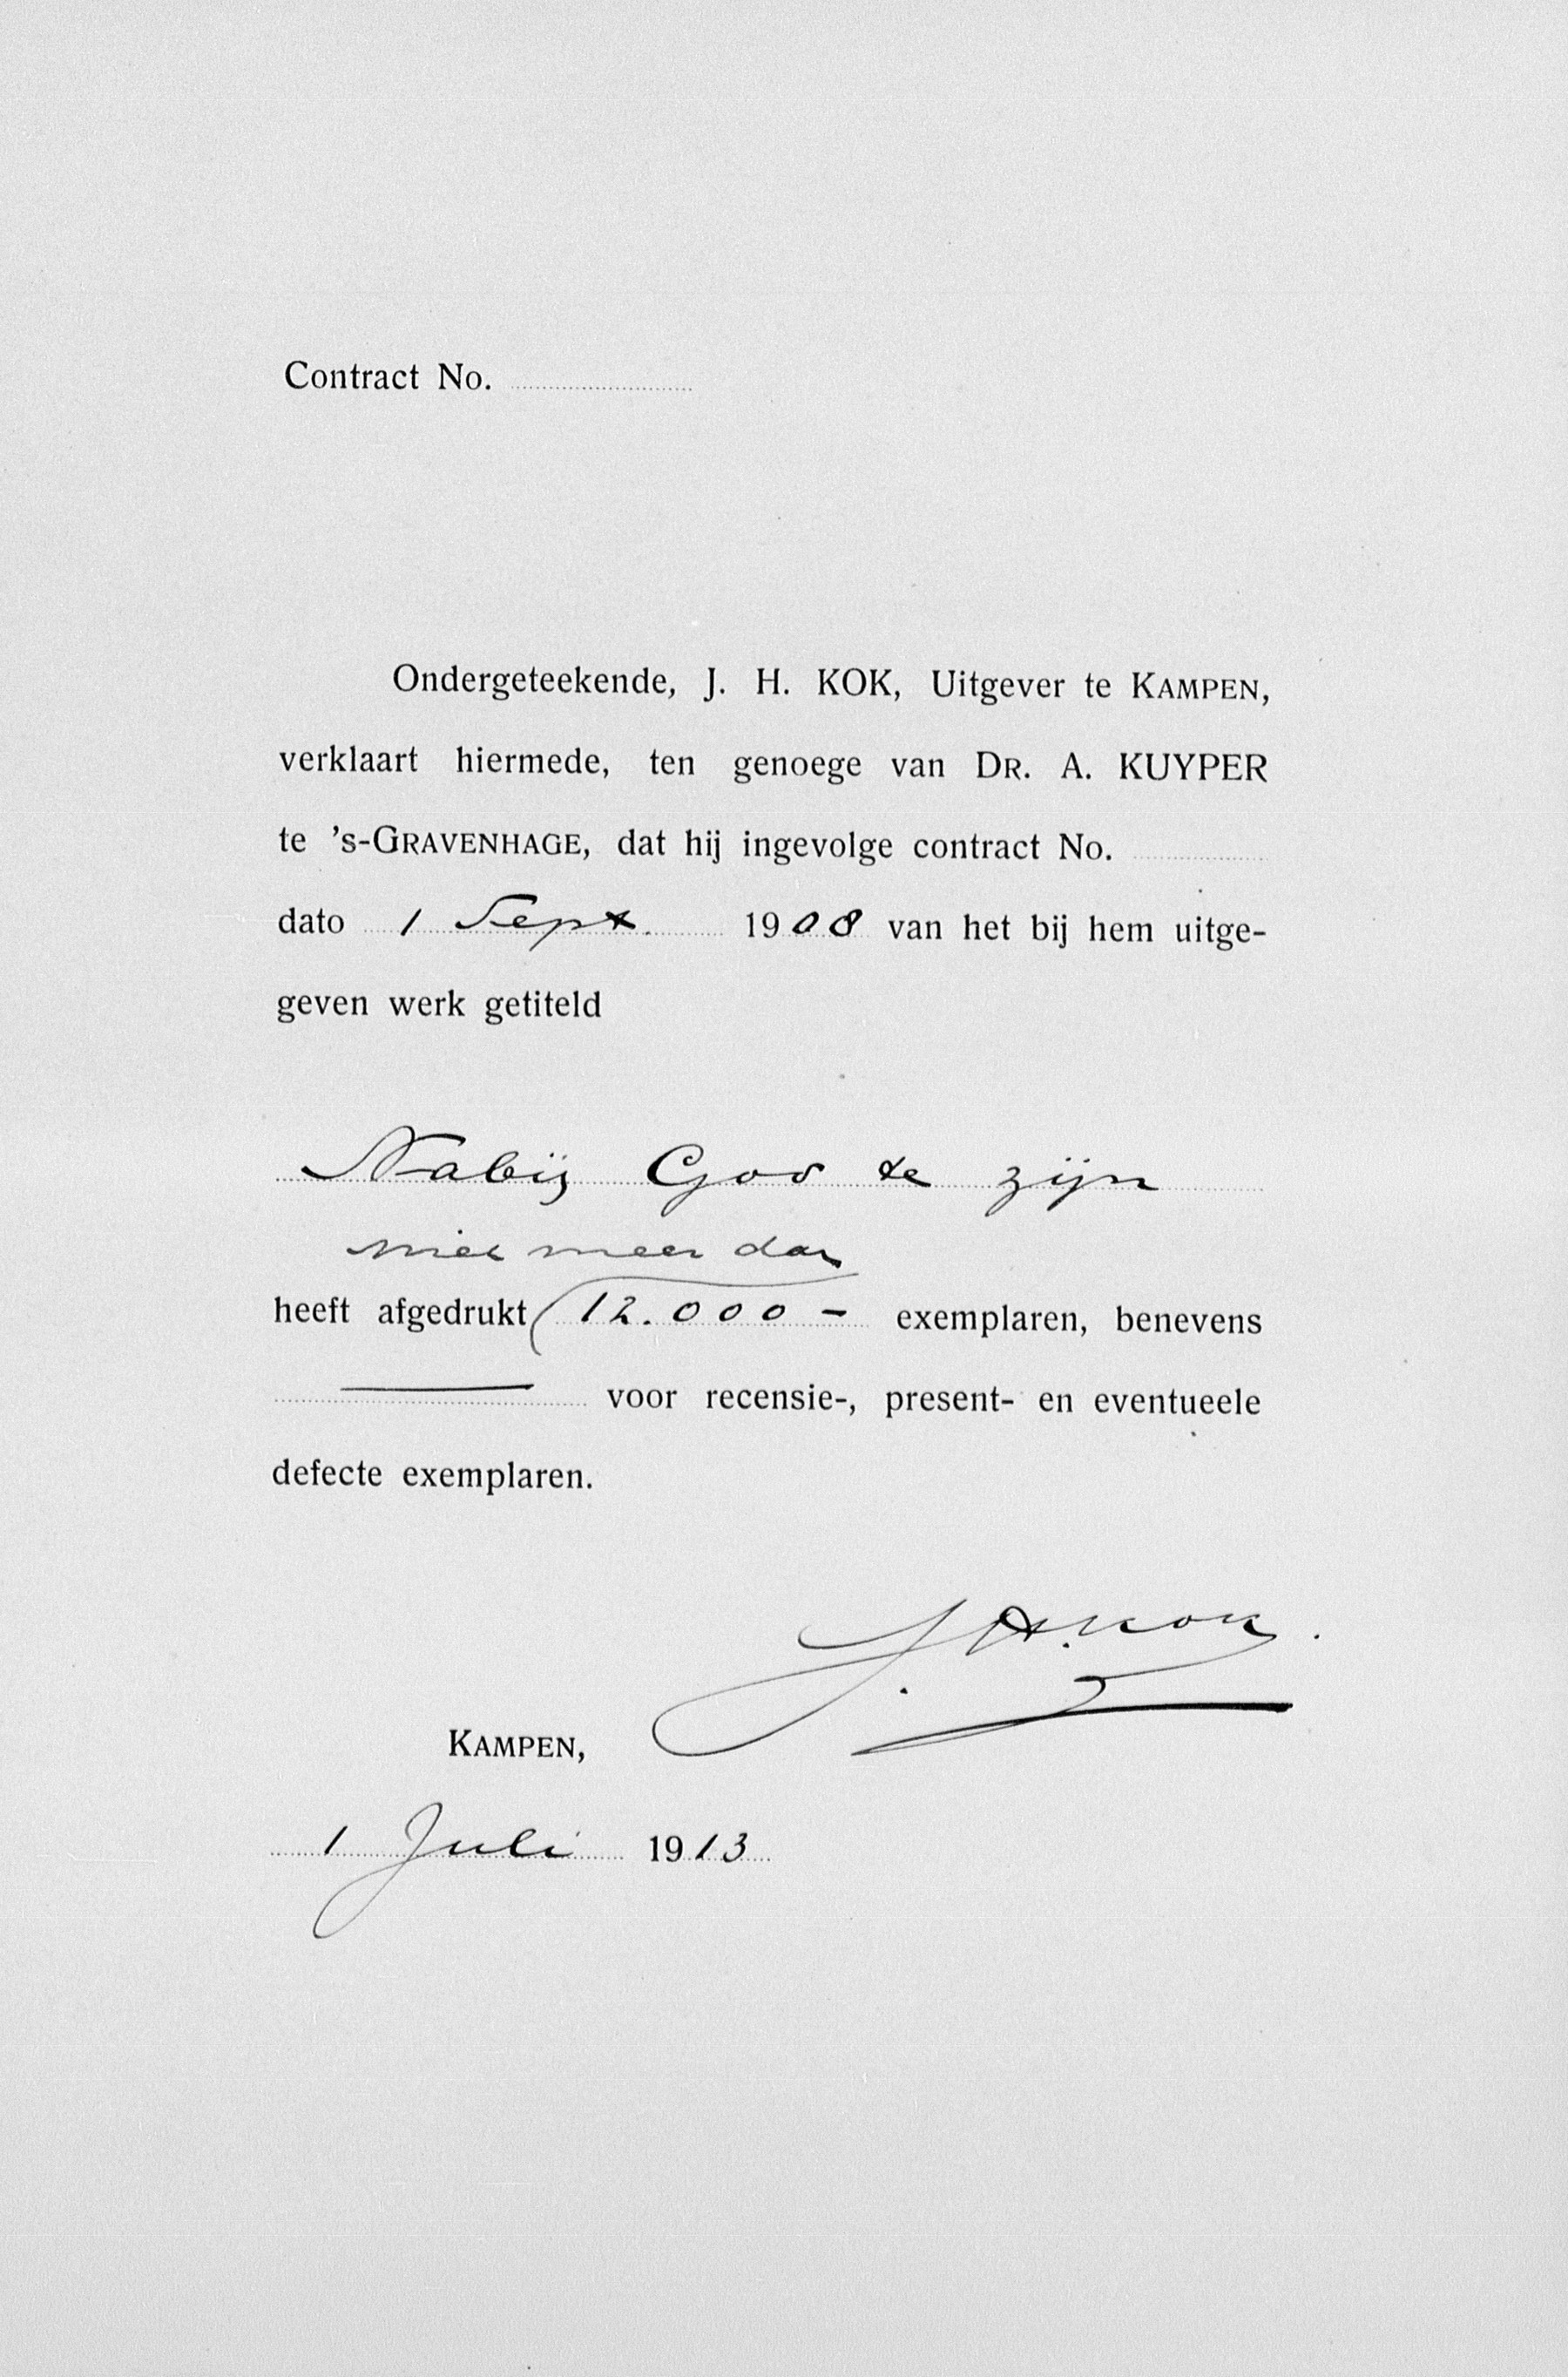 Contract No.
Ondergeteekende, J. H. KOK, Uitgever te KAMPEN,
verklaart hiermede, ten genoege van DR. A. KUYPER
te 's-GRAVENHAGE, dat hij ingevolge contract No.
dato 1 Sept. 1908 van het bij hem uitge-
geven werk getiteld
Nabij God te zijn
niet meer dan
heeft afgedrukt 12.000 - exemplaren, benevens
voor recensie-, present- en eventueele
defecte exemplaren.
J. H. Kok.
KAMPEN,
1 Juli 1913